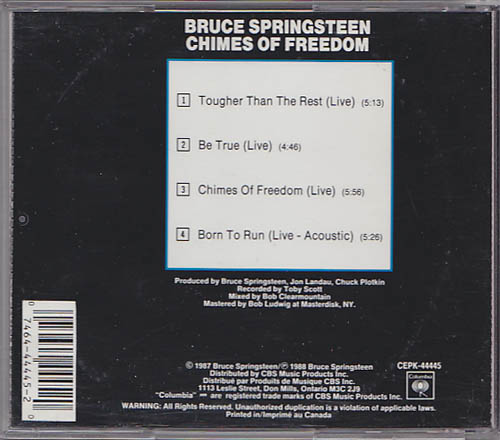 BRUCE SPRINGSTEEN
CHIMES OF FREEDOM
1 Tougher Than The Rest (Live) (5:13)
2 Be True (Live) (4:46)
3 Chimes Of Freedom (Live) (5:56)
4 Born To Run (Live - Acoustic) (5:26)
Produced by Bruce Springsteen, Jon Landau, Chuck Plotkin
Recorded by Toby Scott
Mixed by Bob Clearmountain
Mastered by Bob Ludwig at Masterdisk, NY.
0 7464-44445-2 0
© 1987 Bruce Springsteen/℗ 1988 Bruce Springsteen
Distributed by CBS Music Products Inc.
Distribué par Produits de Musique CBS Inc.
1113 Leslie Street, Don Mills, Ontario M3C 2J9
"Columbia" are registered trade marks of CBS Music Products Inc.
WARNING: All Rights Reserved. Unauthorized duplication is a violation of applicable laws.
Printed in/Imprimé au Canada
CEPK-44445
Columbia